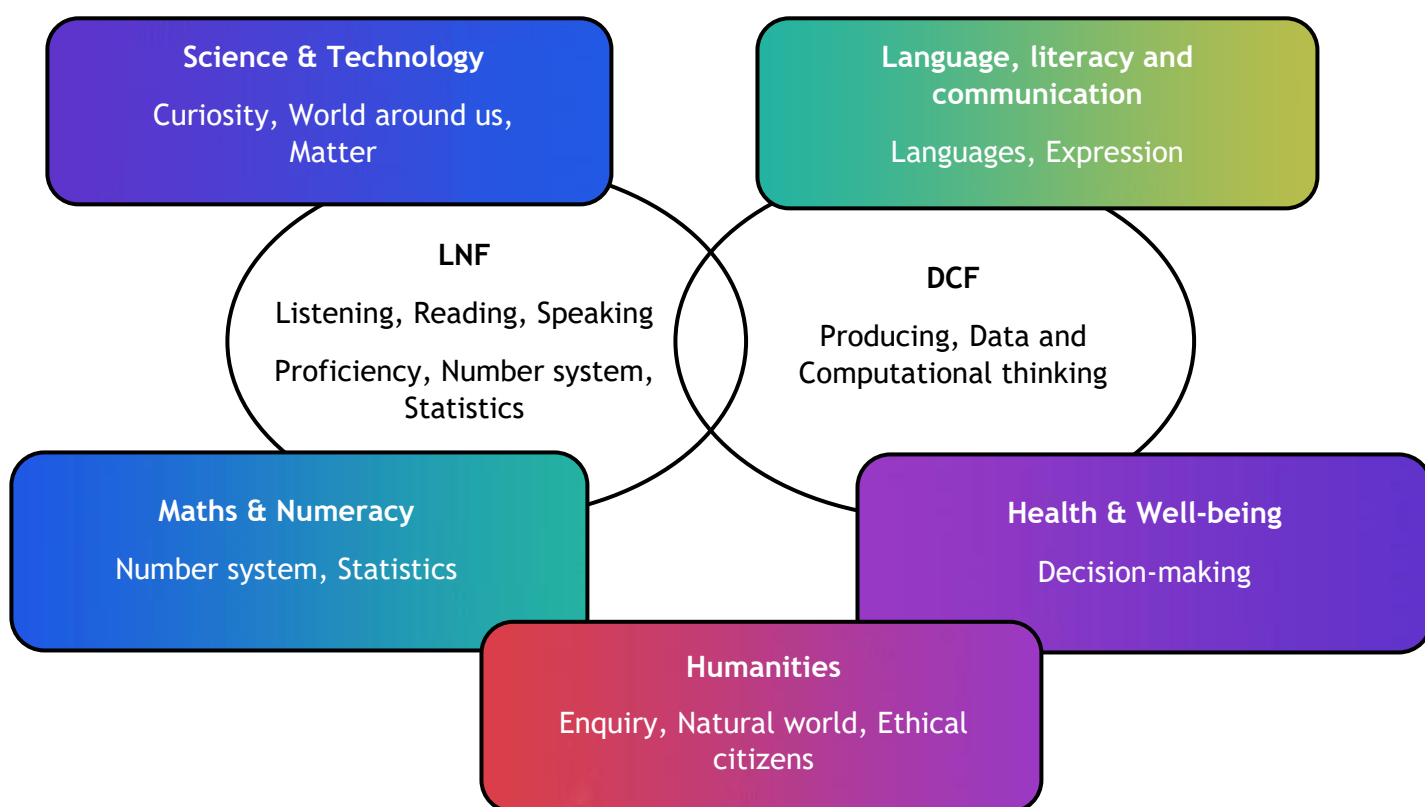 Science & Technology
Curiosity, World around us,
Matter
Language, literacy and
communication
Languages, Expression
LNF
Listening, Reading, Speaking
Proficiency, Number system,
Statistics
DCF
Producing, Data and
Computational thinking
Maths & Numeracy
Number system, Statistics
Health & Well-being
Decision-making
Humanities
Enquiry, Natural world, Ethical
citizens